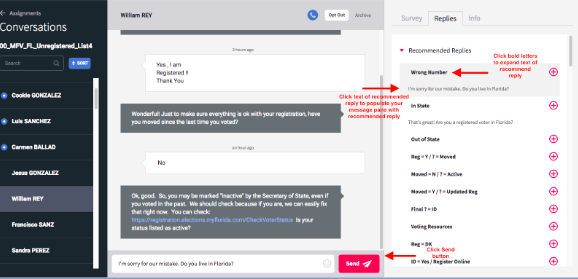 Assignments
Conversations
00_MFV_FL_Unregistered_List4
Search
SORT
Cookie GONZALEZ
Luis SANCHEZ
Carmen BALLAD
Jesus GONZALEZ
William REY
Francisco SANZ
Sandra PEREZ
William REY
Opt Out
Archive
2 hours ago
Yes , I am
Registered !!
Thank You
Wonderful! Just to make sure everything is ok with your registration, have
you moved since the last time you voted?
an hour ago
No
Ok, good. So, you may be marked "inactive" by the Secretary of State, even if
you voted in the past. We should check because if you are, we can easily fix
that right now. You can check:
https://registration.elections.myflorida.com/CheckVoterStatus Is your
status listed as active?
I'm sorry for our mistake. Do you live in Florida?
Send
Survey
Replies
Info
Recommended Replies
Wrong Number
I'm sorry for our mistake. Do you live in Florida?
In State
That's great! Are you a registered voter in Florida?
Out of State
Reg = Y / ? = Moved
Moved = N / ? = Active
Moved = Y / ? = Updated Reg
Final ? = ID
Voting Resources
Reg = DK
ID = Yes / Register Online
Click bold letters
to expand text of
recommend
reply
Click text of recommended
reply to populate your
message pane with
recommended reply
Click Send
button